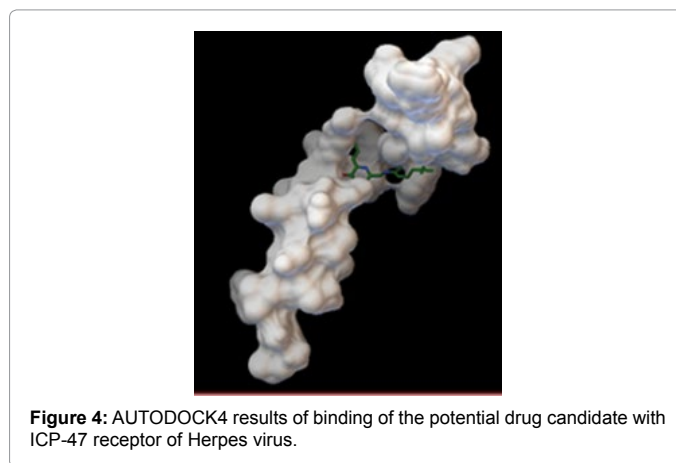 Figure 4: AUTODOCK4 results of binding of the potential drug candidate with
ICP-47 receptor of Herpes virus.